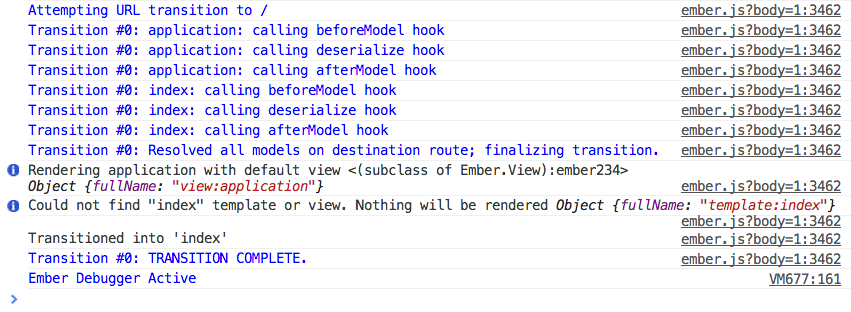 Attempting URL transition to / ember.js?body=1:3462
Transition #0: application: calling beforeModel hook ember.js?body=1:3462
Transition #0: application: calling deserialize hook ember.js?body=1:3462
Transition #0: application: calling afterModel hook ember.js?body=1:3462
Transition #0: index: calling beforeModel hook ember.js?body=1:3462
Transition #0: index: calling deserialize hook ember.js?body=1:3462
Transition #0: index: calling afterModel hook ember.js?body=1:3462
Transition #0: Resolved all models on destination route; finalizing transition. ember.js?body=1:3462
Rendering application with default view <(subclass of Ember.View):ember234>
Object {fullName: "view:application"} ember.js?body=1:3462
Could not find "index" template or view. Nothing will be rendered Object {fullName: "template:index"}
ember.js?body=1:3462
Transitioned into 'index' ember.js?body=1:3462
Transition #0: TRANSITION COMPLETE. ember.js?body=1:3462
Ember Debugger Active VM677:161
>